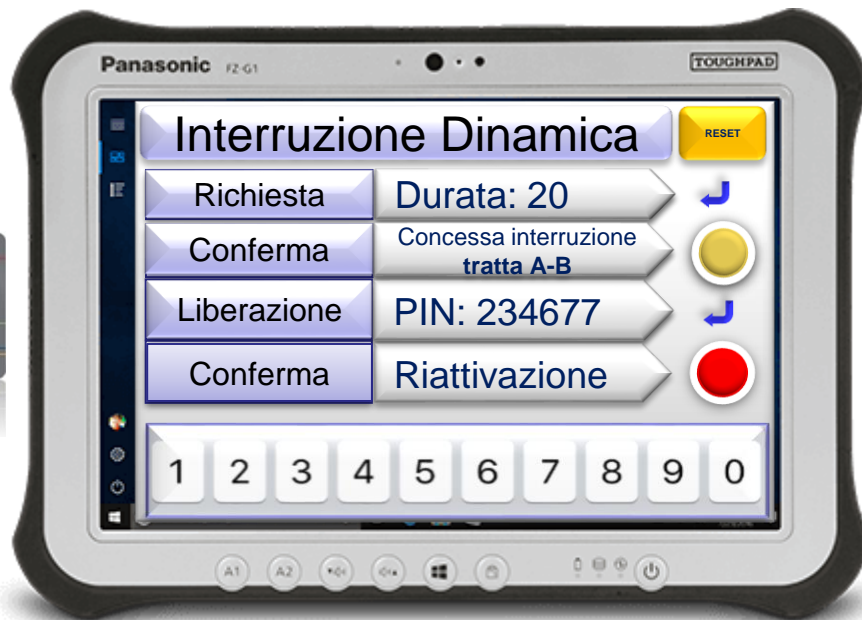 Panasonic FZ-G1
TOUGHPAD
Interruzione Dinamica
RESET
Richiesta
Durata: 20
Conferma
Concessa interruzione
tratta A-B
Liberazione
PIN: 234677
Conferma
Riattivazione
1 2 3 4 5 6 7 8 9 0
A1
A2